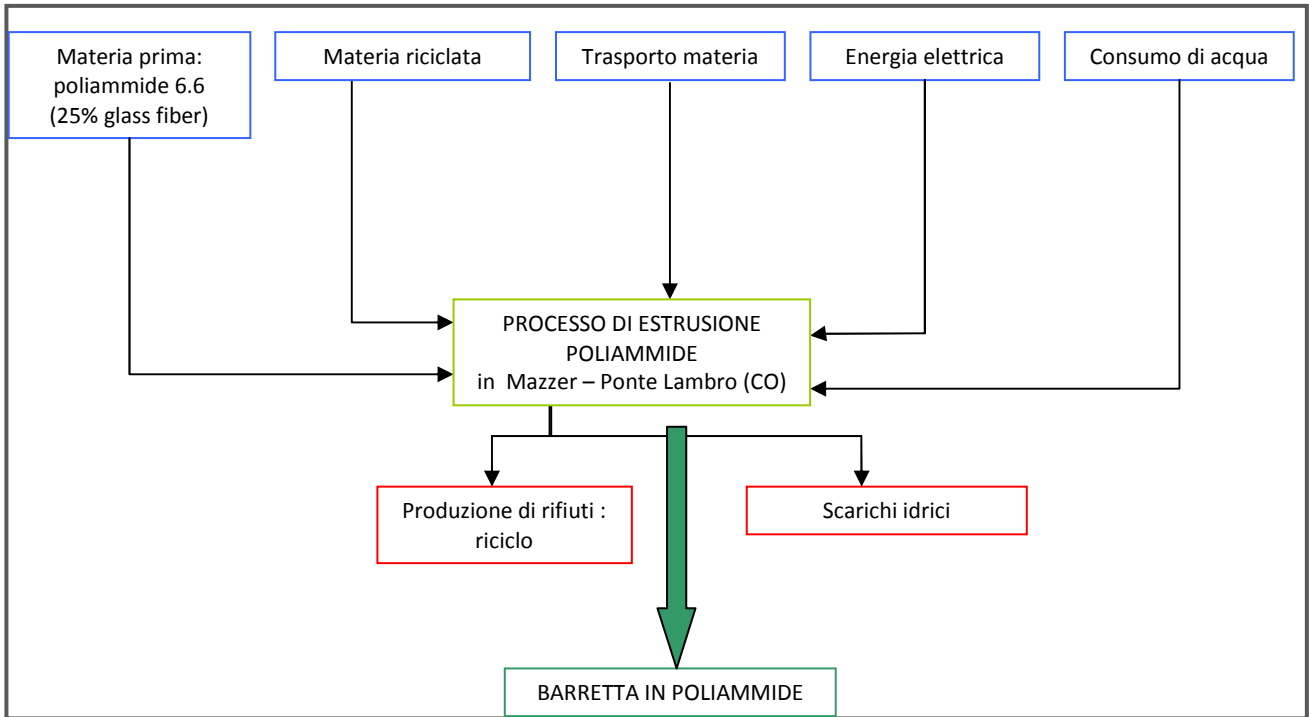 Materia prima:
poliammide 6.6
(25% glass fiber)
Materia riciclata
Trasporto materia
Energia elettrica
Consumo di acqua
PROCESSO DI ESTRUSIONE
POLIAMMIDE
in Mazzer – Ponte Lambro (CO)
Produzione di rifiuti :
riciclo
Scarichi idrici
BARRETTA IN POLIAMMIDE